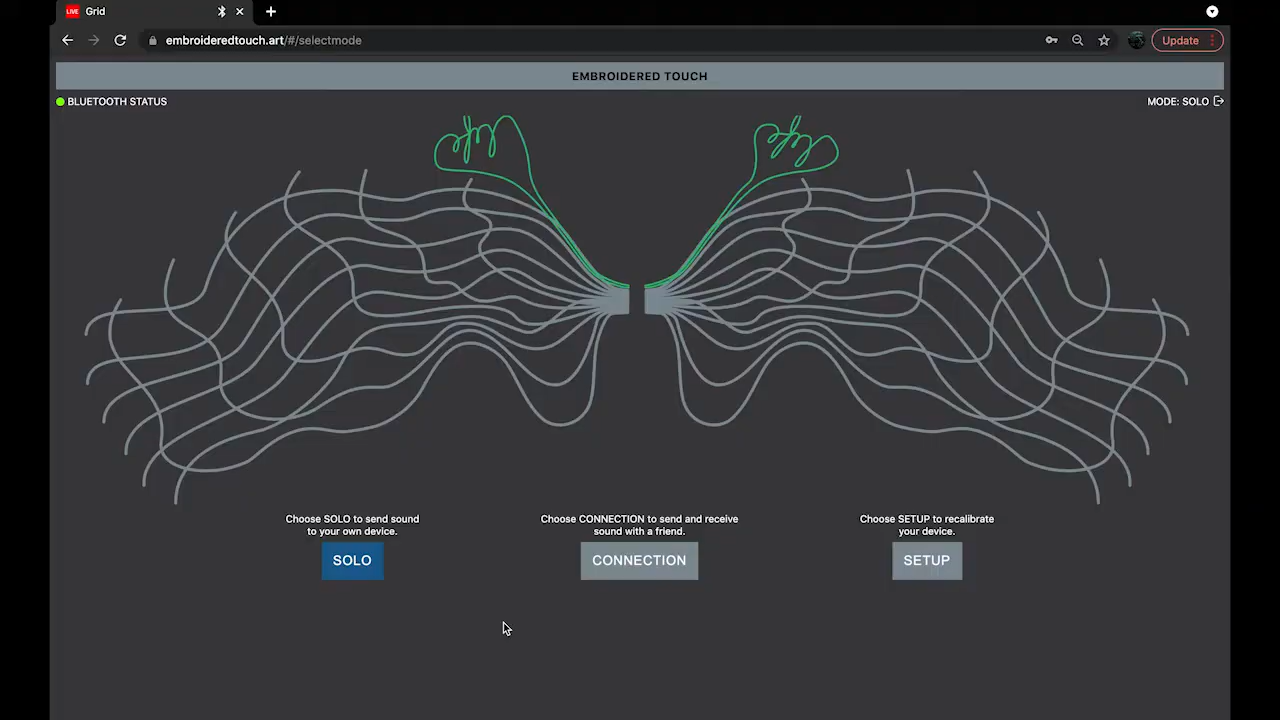 LIVE Grid
embroideredtouch.art/#/selectmode
Update
EMBROIDERED TOUCH
BLUETOOTH STATUS
MODE: SOLO
Choose SOLO to send sound
to your own device.
SOLO
Choose CONNECTION to send and receive
sound with a friend.
CONNECTION
Choose SETUP to recalibrate
your device.
SETUP